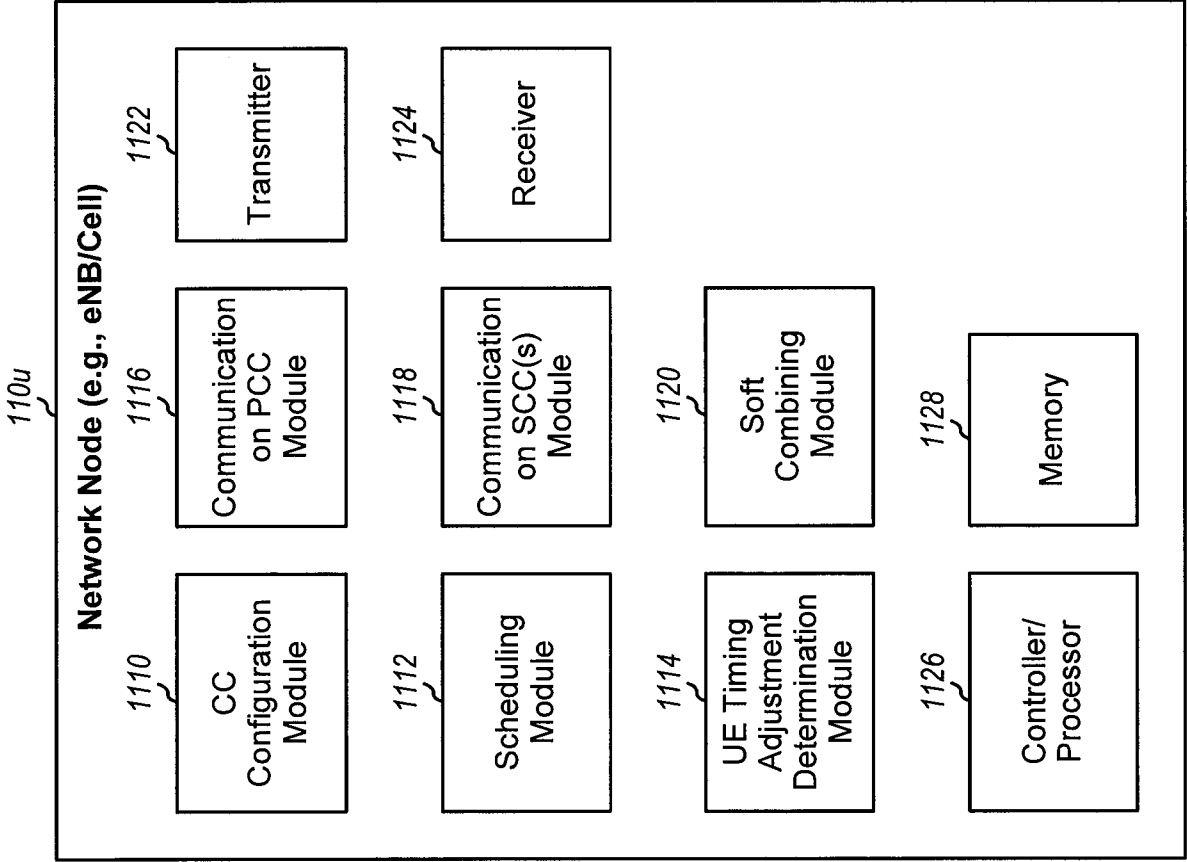 110u
Network Node (e.g., eNB/Cell)
1110
CC
Configuration
Module
1116
Communication
on PCC
Module
1122
Transmitter
1112
Scheduling
Module
1118
Communication
on SCC(s)
Module
1124
Receiver
1114
UE Timing
Adjustment
Determination
Module
1120
Soft
Combining
Module
1126
Controller/
Processor
1128
Memory